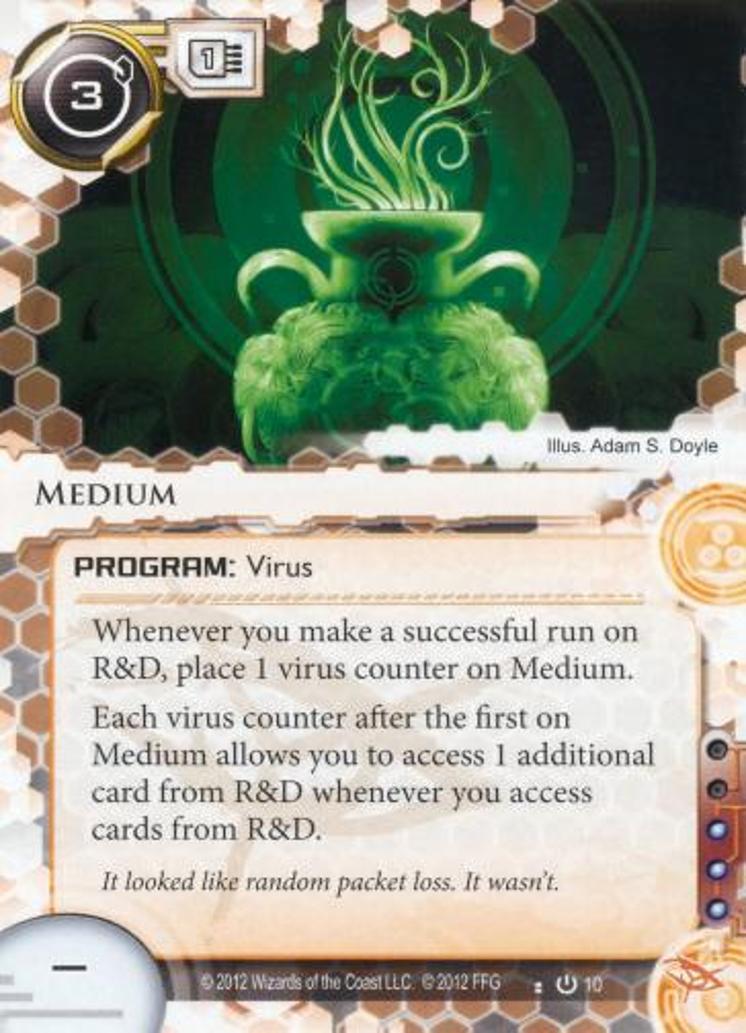 3
1
Illus. Adam S. Doyle
MEDIUM
PROGRAM: Virus
Whenever you make a successful run on
R&D, place 1 virus counter on Medium.
Each virus counter after the first on
Medium allows you to access 1 additional
card from R&D whenever you access
cards from R&D.
It looked like random packet loss. It wasn't.
–
© 2012 Wizards of the Coast LLC. © 2012 FFG
10